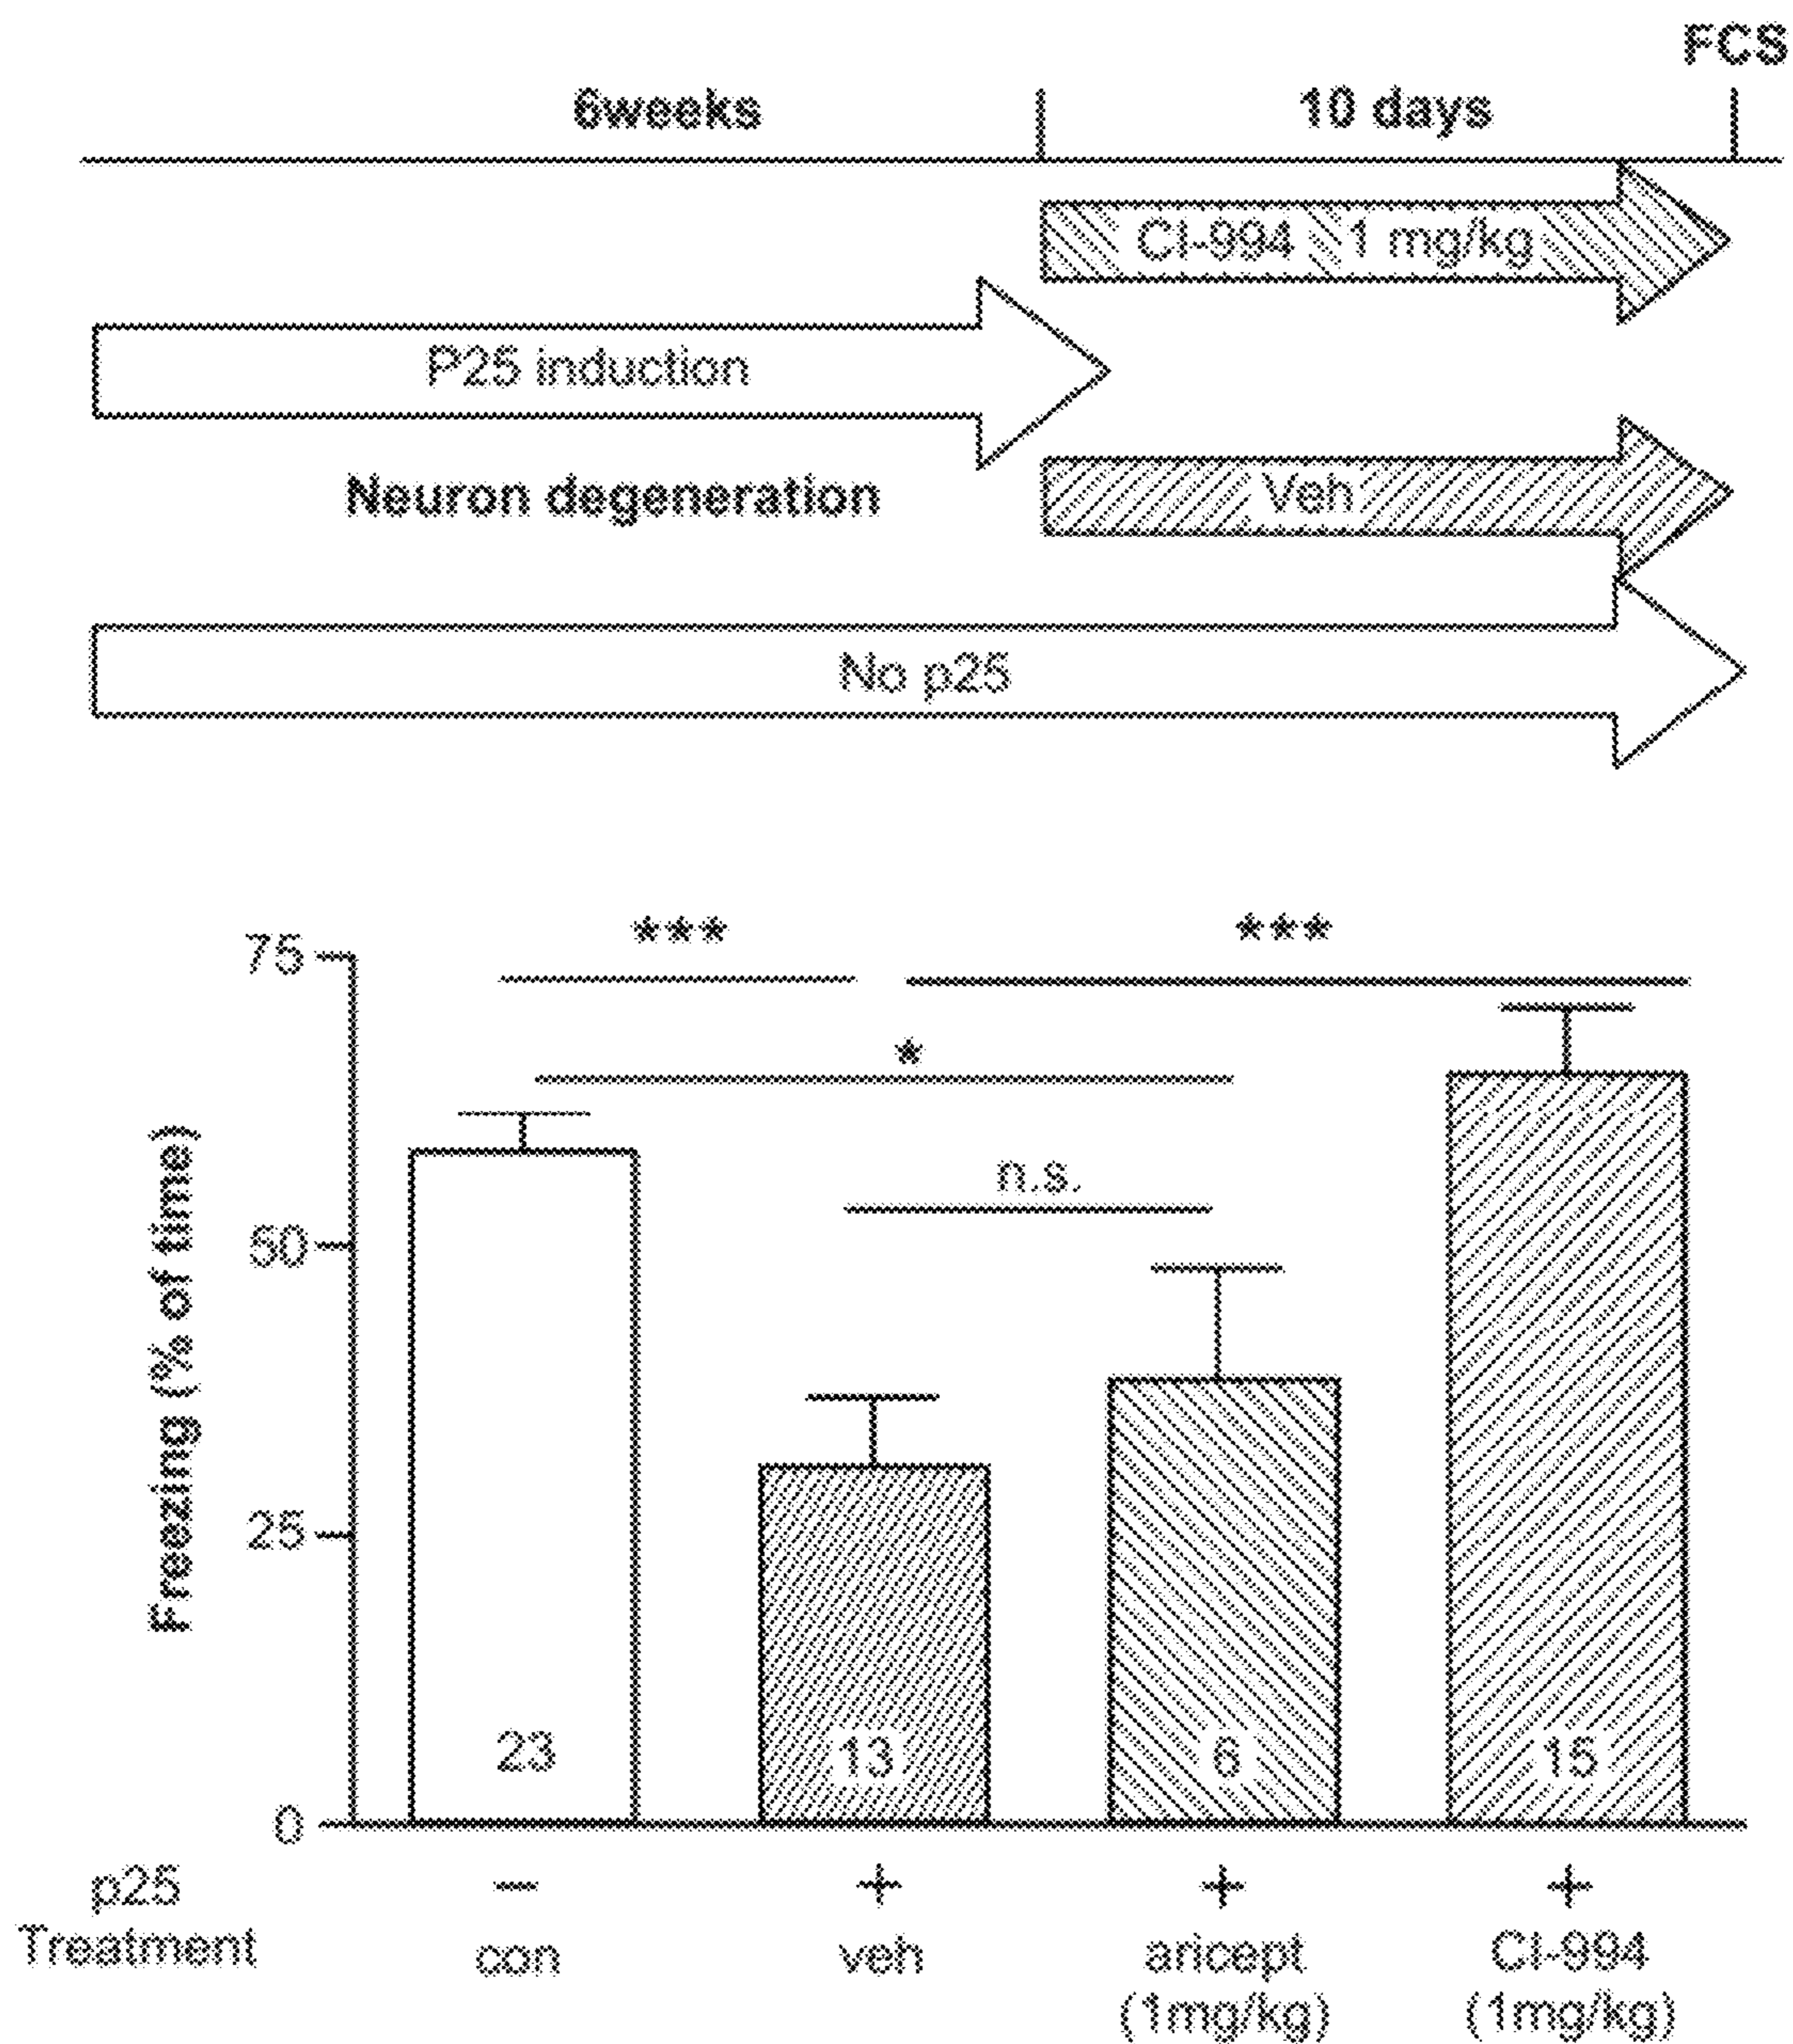 FCS
6weeks 10 days
CI-994 1 mg/kg
P25 induction
Neuron degeneration
Veh
No p25
*** ***
*
n.s.
75
50
25
0
Freezing (% of time)
23 13 6 15
p25 − + + +
Treatment con veh aricept CI-994
(1mg/kg) (1mg/kg)